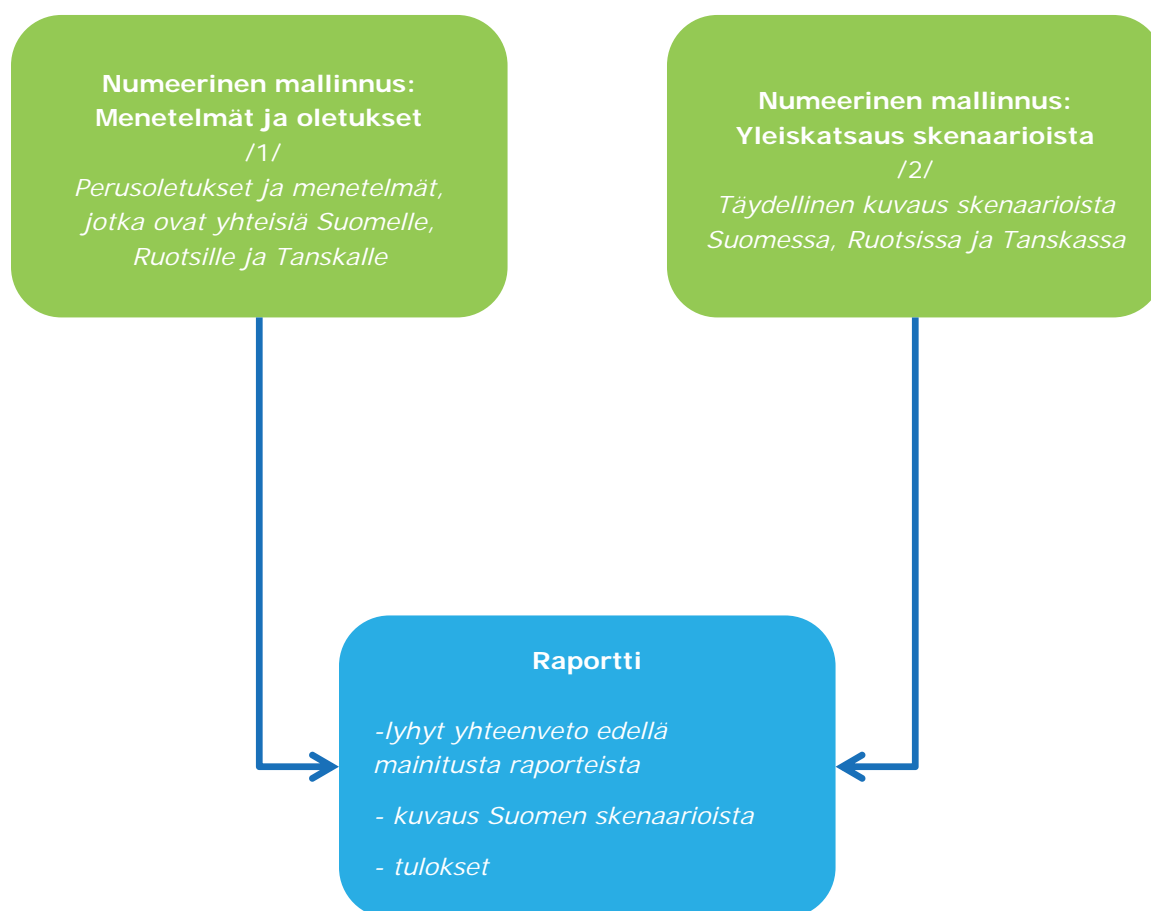 Numeerinen mallinnus:
Menetelmät ja oletukset
/1/
Perusoletukset ja menetelmät,
jotka ovat yhteisiä Suomelle,
Ruotsille ja Tanskalle
Numeerinen mallinnus:
Yleiskatsaus skenaarioista
/2/
Täydellinen kuvaus skenaarioista
Suomessa, Ruotsissa ja Tanskassa
Raportti
-lyhyt yhteenveto edellä
mainitusta raporteista
- kuvaus Suomen skenaarioista
- tulokset